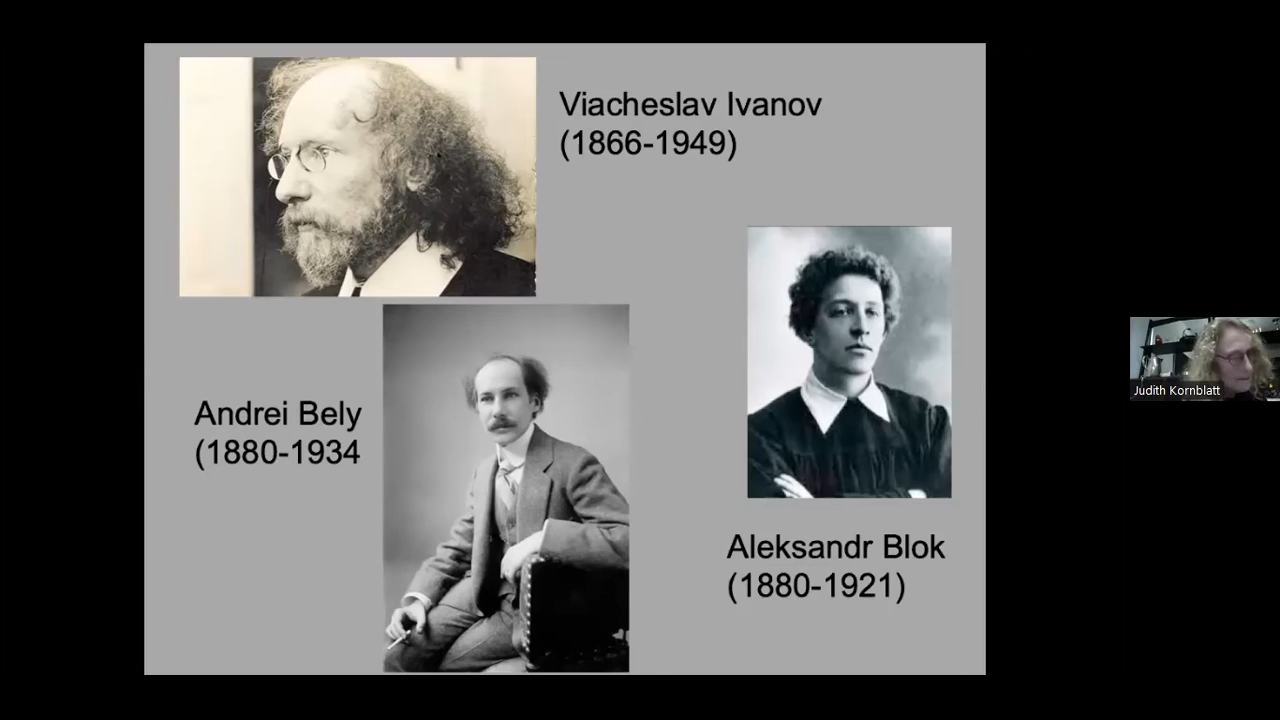 Viacheslav Ivanov
(1866-1949)
Andrei Bely
(1880-1934
Aleksandr Blok
(1880-1921)
Judith Kornblatt